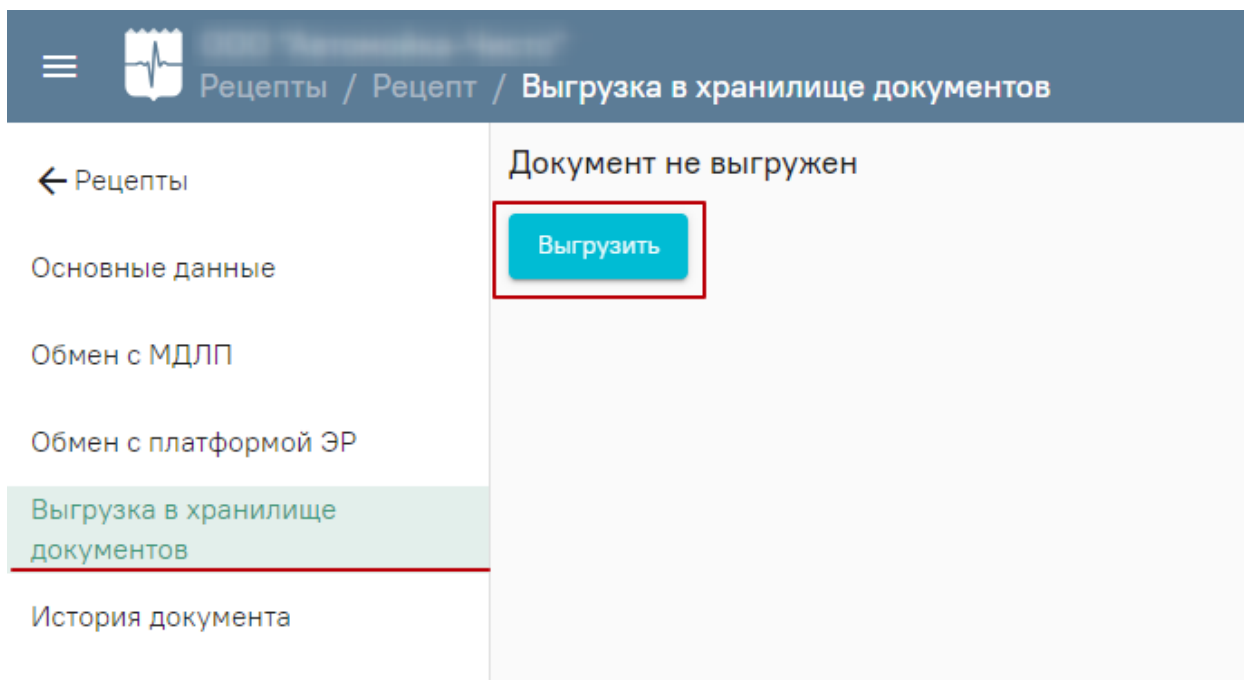 Рецепты / Рецепт / Выгрузка в хранилище документов
← Рецепты
Основные данные
Обмен с МДЛП
Обмен с платформой ЭР
Выгрузка в хранилище
документов
История документа
Документ не выгружен
Выгрузить